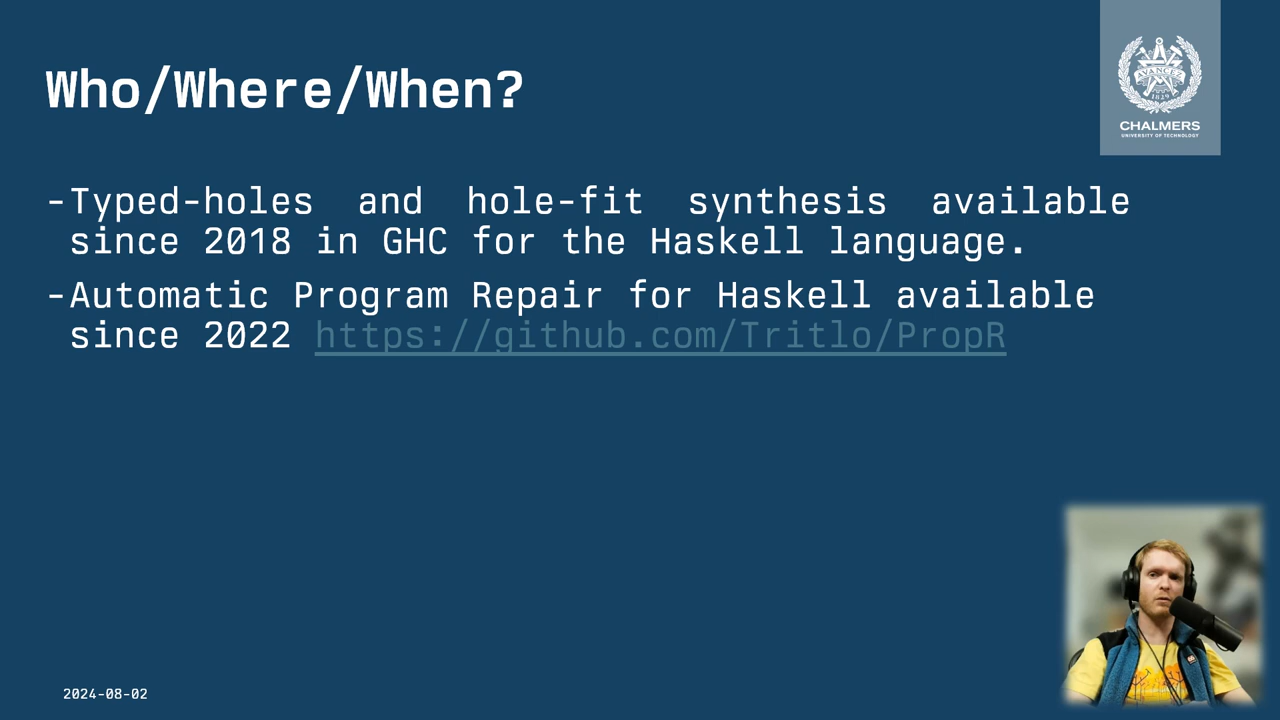 Who/Where/When?
AVANCEZ
1829
CHALMERS
UNIVERSITY OF TECHNOLOGY
-Typed-holes and hole-fit synthesis available
since 2018 in GHC for the Haskell language.
-Automatic Program Repair for Haskell available
since 2022 https://github.com/Tritlo/PropR
2024-08-02